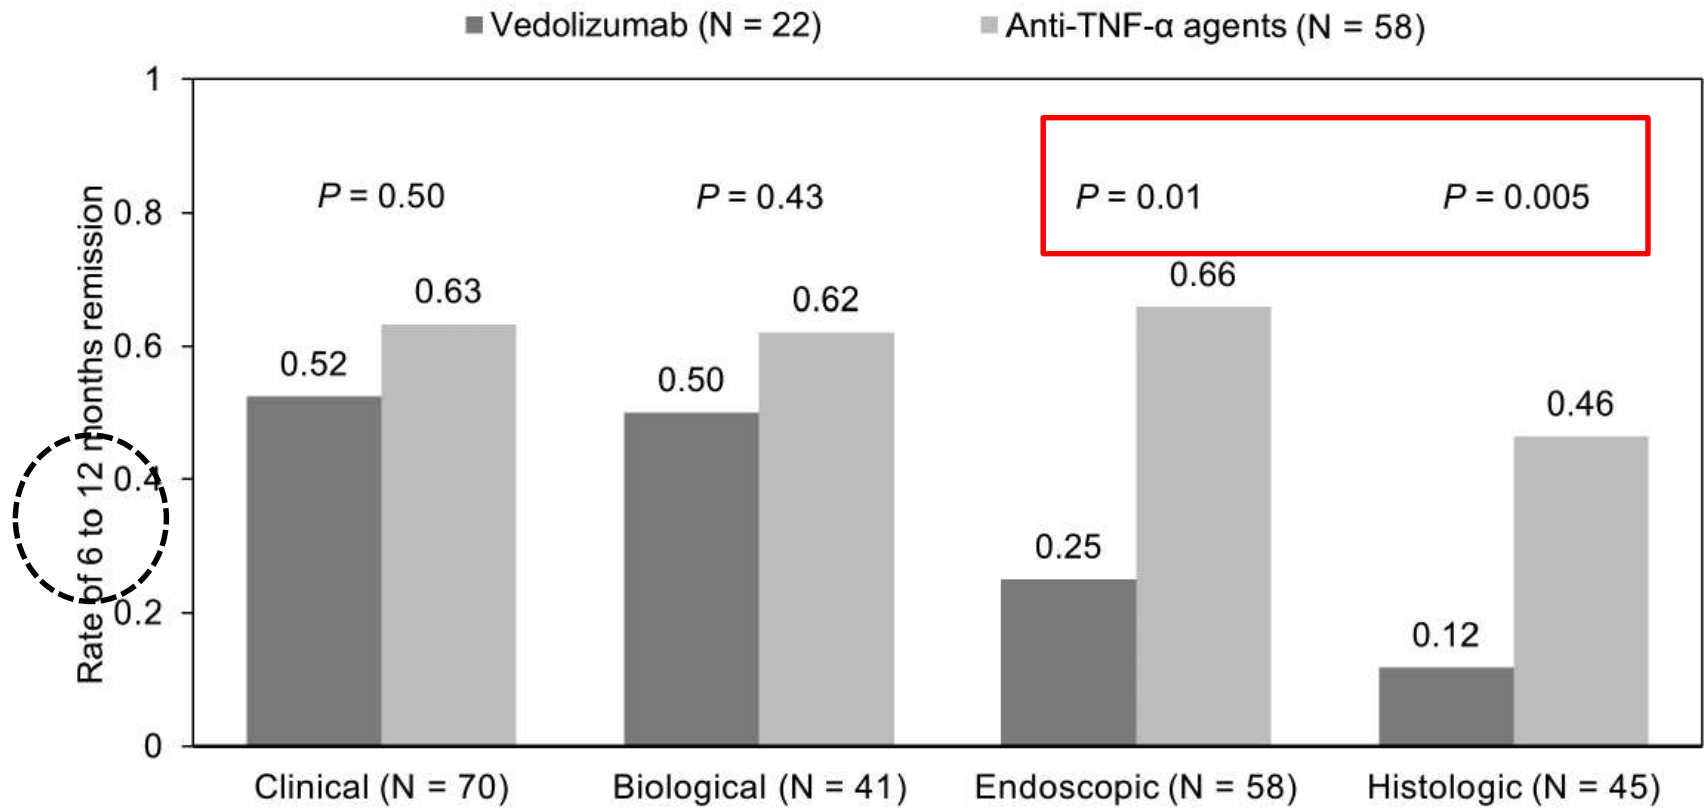 Vedolizumab (N = 22) Anti-TNF-α agents (N = 58)
Rate of 6 to 12 months remission
1
0.8
0.6
0.4
0.2
0
P = 0.50 P = 0.43 P = 0.01 P = 0.005
0.52 0.63 0.50 0.62 0.25 0.66 0.12 0.46
Clinical (N = 70) Biological (N = 41) Endoscopic (N = 58) Histologic (N = 45)